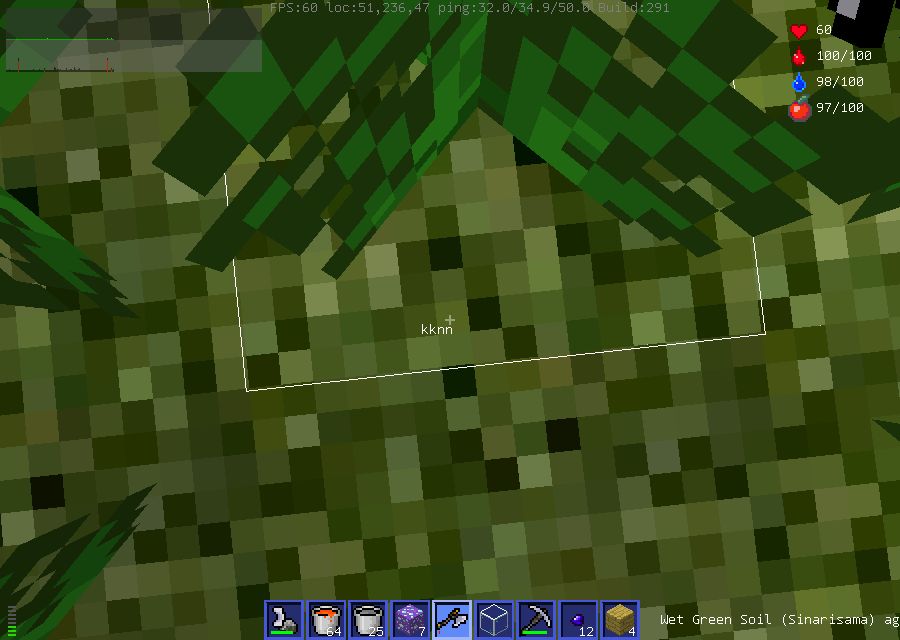 FPS:60 loc:51,236,47 ping:32.0/34.9/50.0 Build:291
60
100/100
98/100
97/100
kknn
64 25 7 12 4
Wet Green Soil (Sinarisama) ag